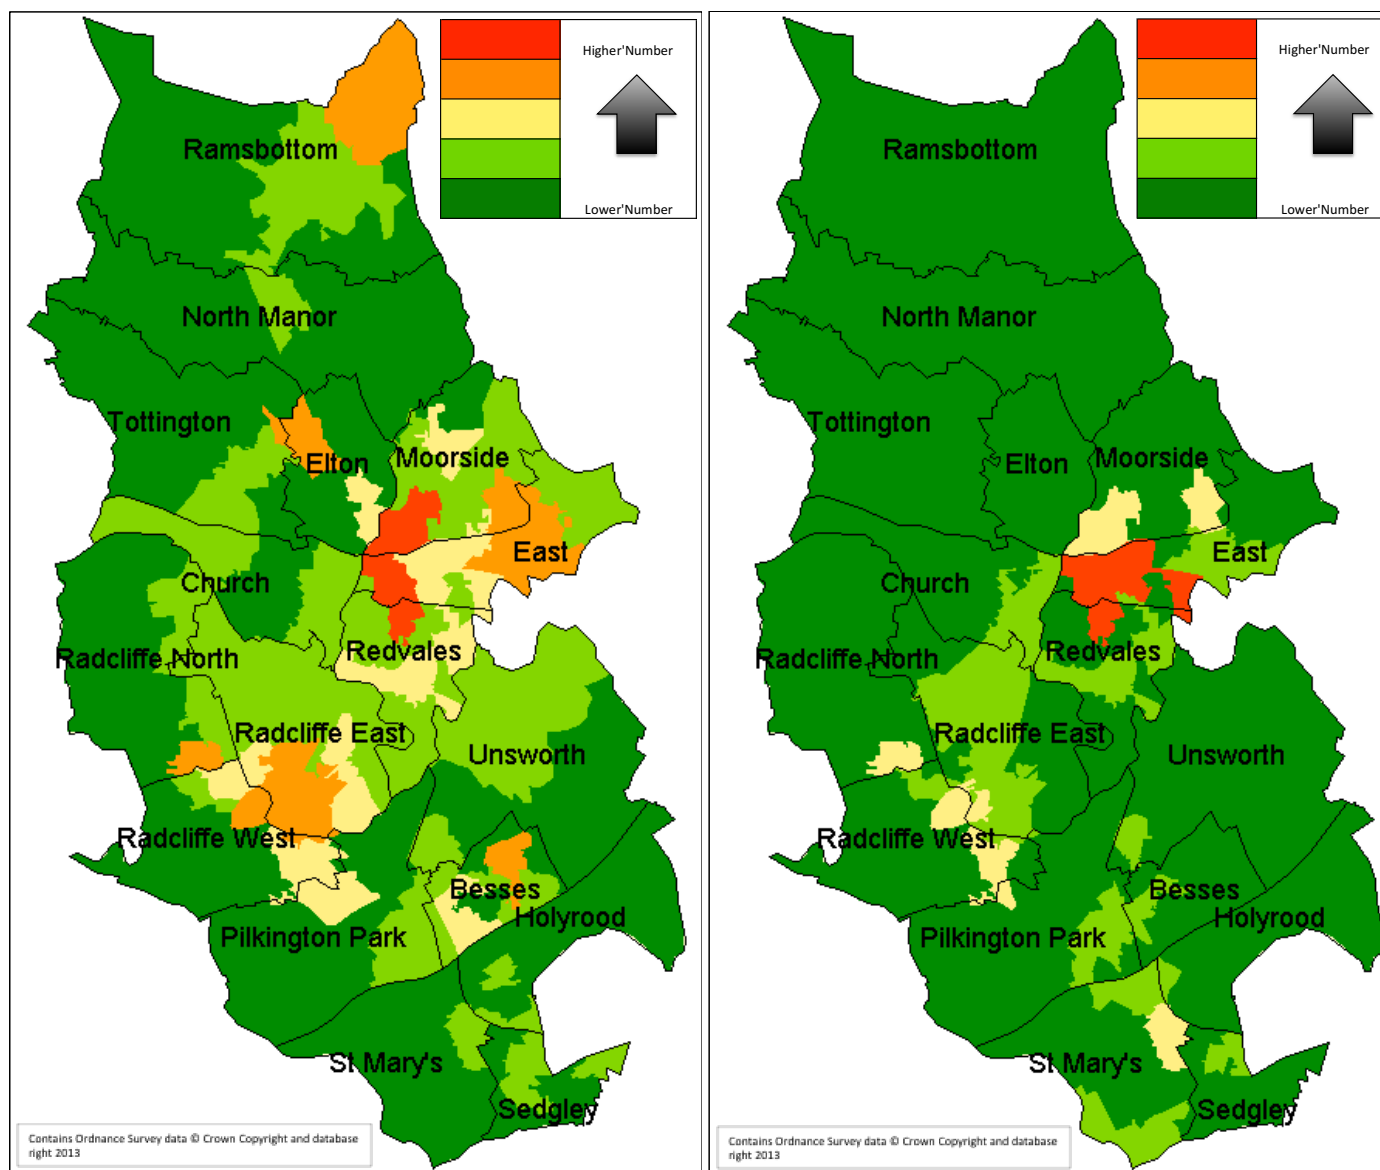 Higher'Number
Lower'Number
Ramsbottom
North Manor
Tottington
Elton
Moorside
East
Church
Redvales
Radcliffe North
Radcliffe East
Unsworth
Radcliffe West
Besses
Holyrood
Pilkington Park
St Mary's
Sedgley
Contains Ordnance Survey data © Crown Copyright and database
right 2013
Higher'Number
Lower'Number
Ramsbottom
North Manor
Tottington
Elton
Moorside
East
Church
Redvales
Radcliffe North
Radcliffe East
Unsworth
Radcliffe West
Besses
Holyrood
Pilkington Park
St Mary's
Sedgley
Contains Ordnance Survey data © Crown Copyright and database
right 2013